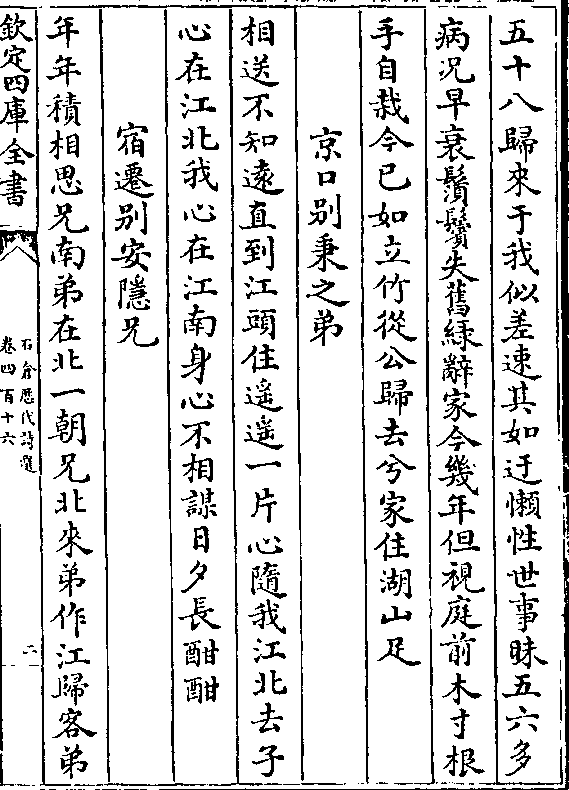 五十八歸來于我似差速其如迂懶性世事昧五六多
病况早衰鬚鬢失舊緑辭家今幾年但視庭前木寸根
手自栽今已如立竹從公歸去兮家住湖山足
京口别秉之弟
相送不知遠直到江頭住遥遥一片心隨我江北去子
心在江北我心在江南身心不相謀日夕長酣酣
宿遷别安隱兄
年年積相思兄南弟在北一朝兄北來弟作江歸客弟
欽定四庫全書
石倉歷代詩選
卷四百十六
二